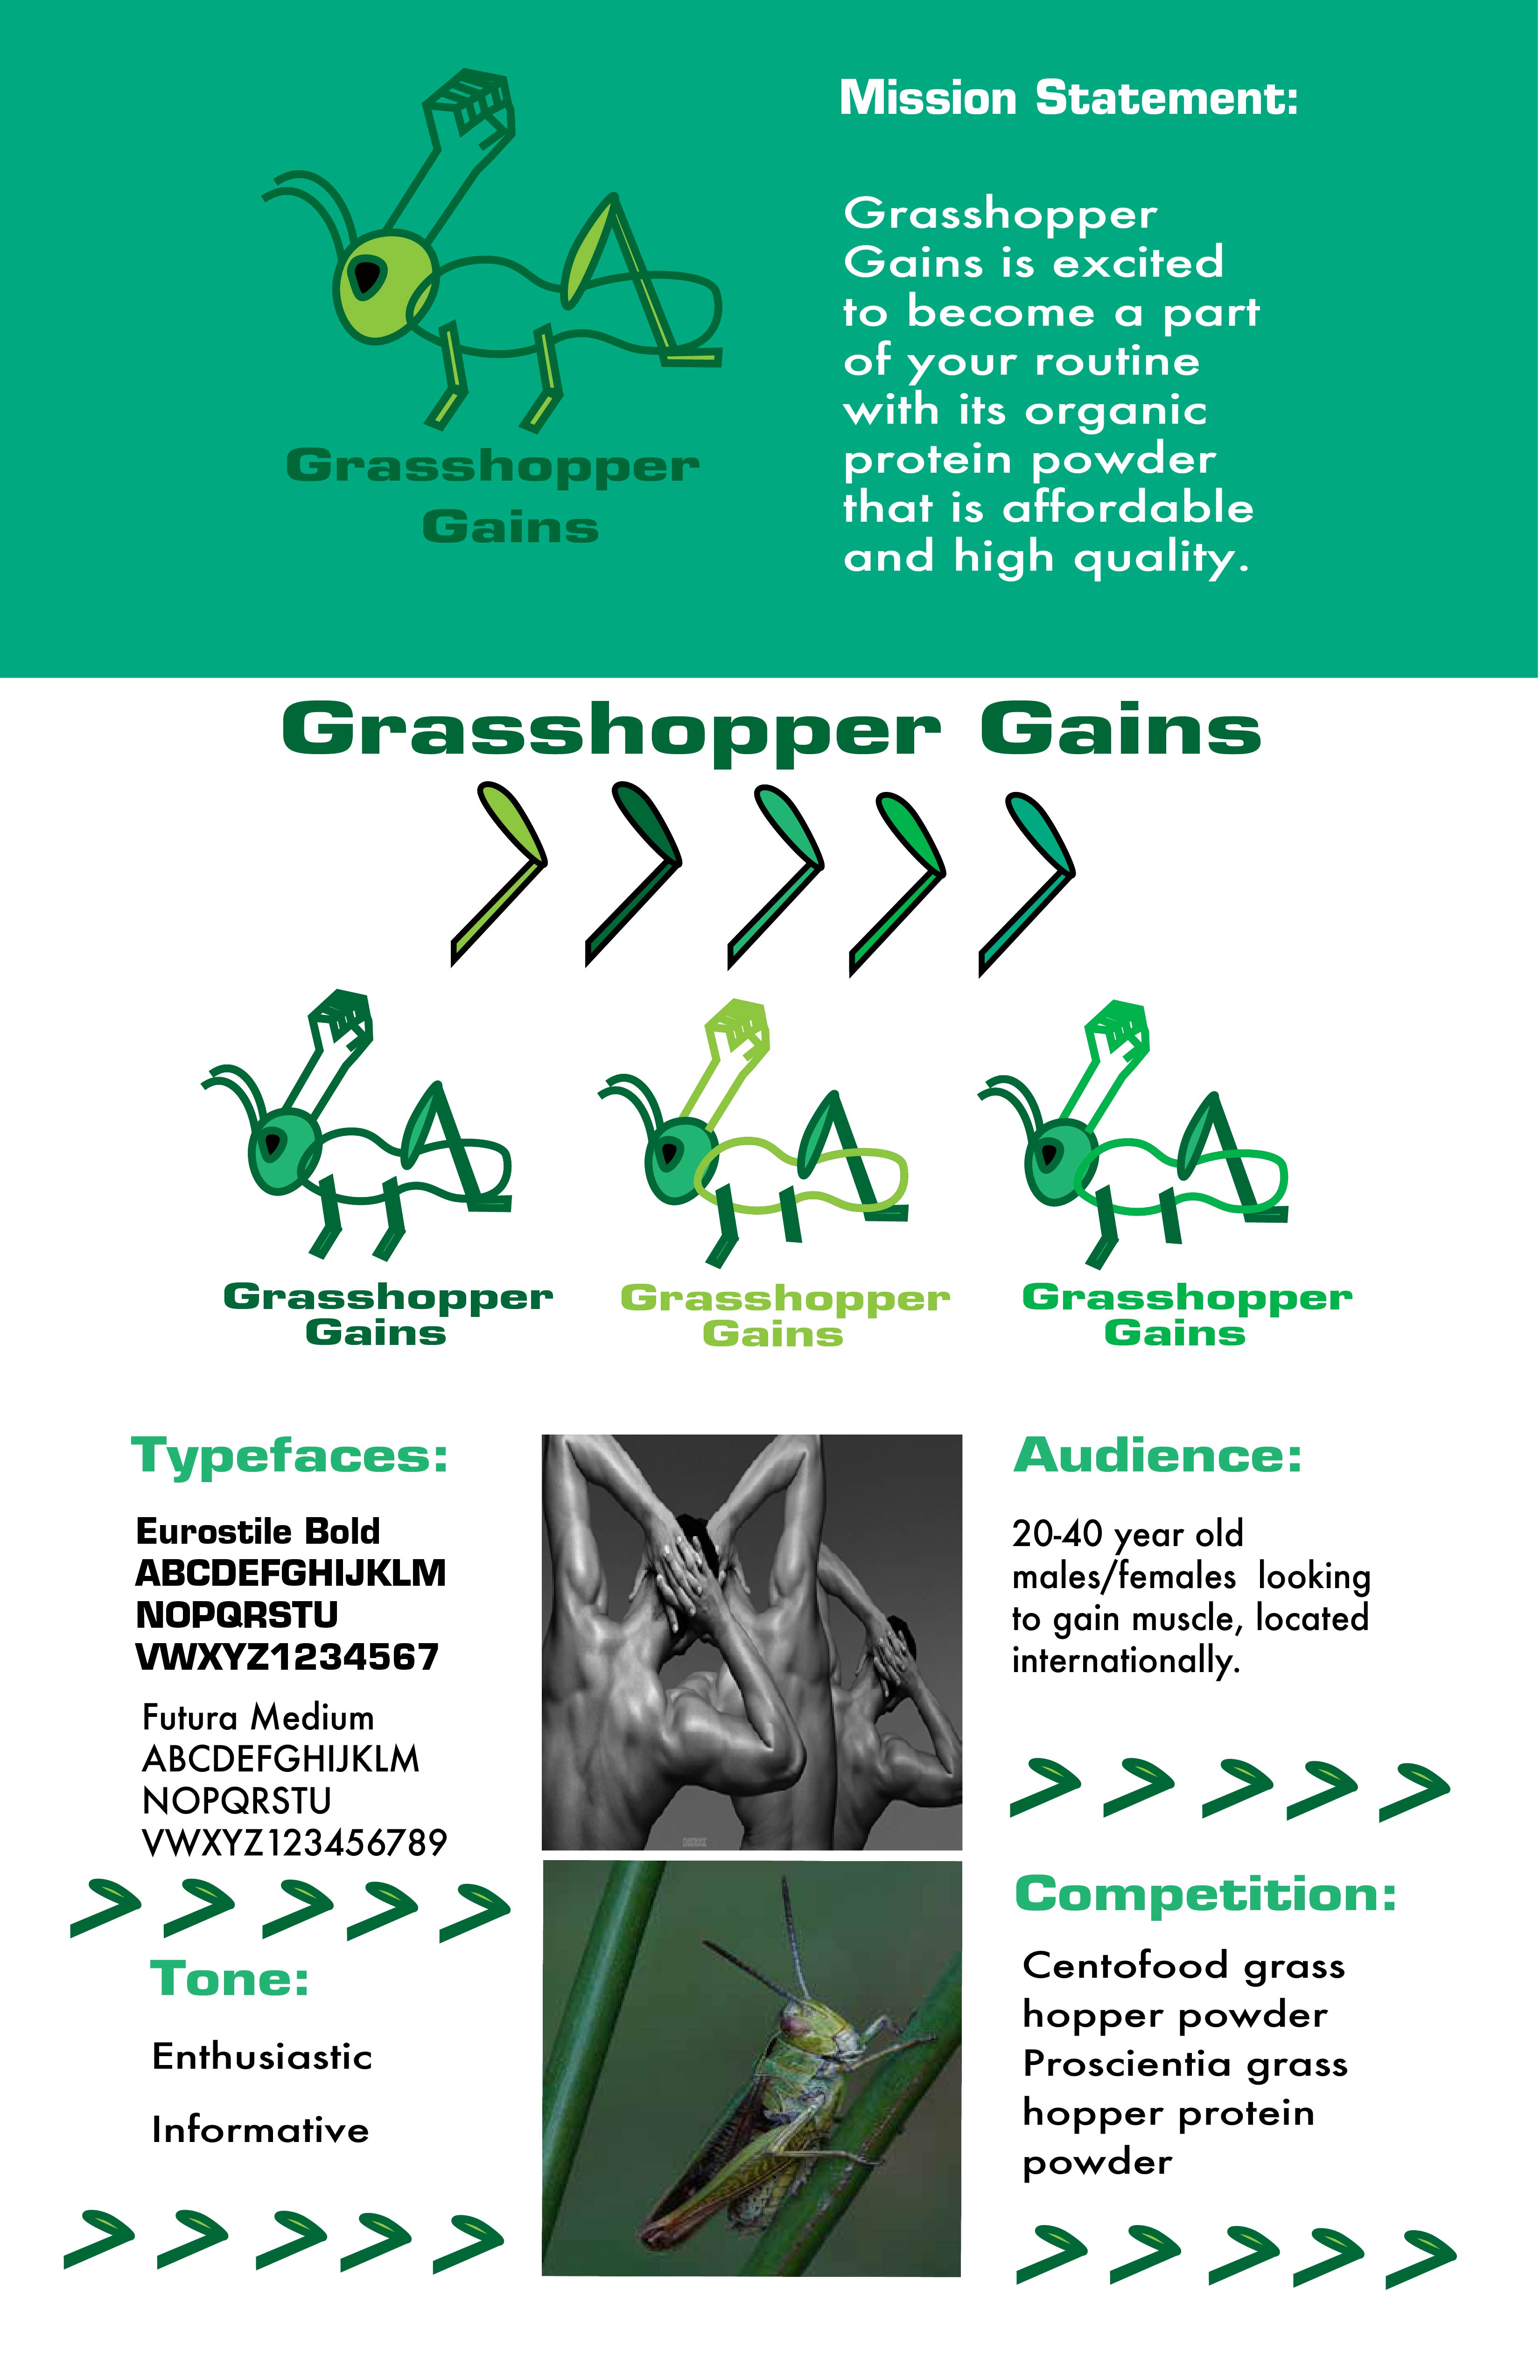 Grasshopper
Gains
Mission Statement:
Grasshopper
Gains is excited
to become a part
of your routine
with its organic
protein powder
that is affordable
and high quality.
Grasshopper Gains
Grasshopper
Gains
Grasshopper
Gains
Grasshopper
Gains
Typefaces:
Eurostile Bold
ABCDEFGHIJKLM
NOPQRSTU
VWXYZ1234567
Futura Medium
ABCDEFGHIJKLM
NOPQRSTU
VWXYZ123456789
Tone:
Enthusiastic
Informative
Audience:
20-40 year old
males/females looking
to gain muscle, located
internationally.
Competition:
Centofood grass
hopper powder
Proscientia grass
hopper protein
powder